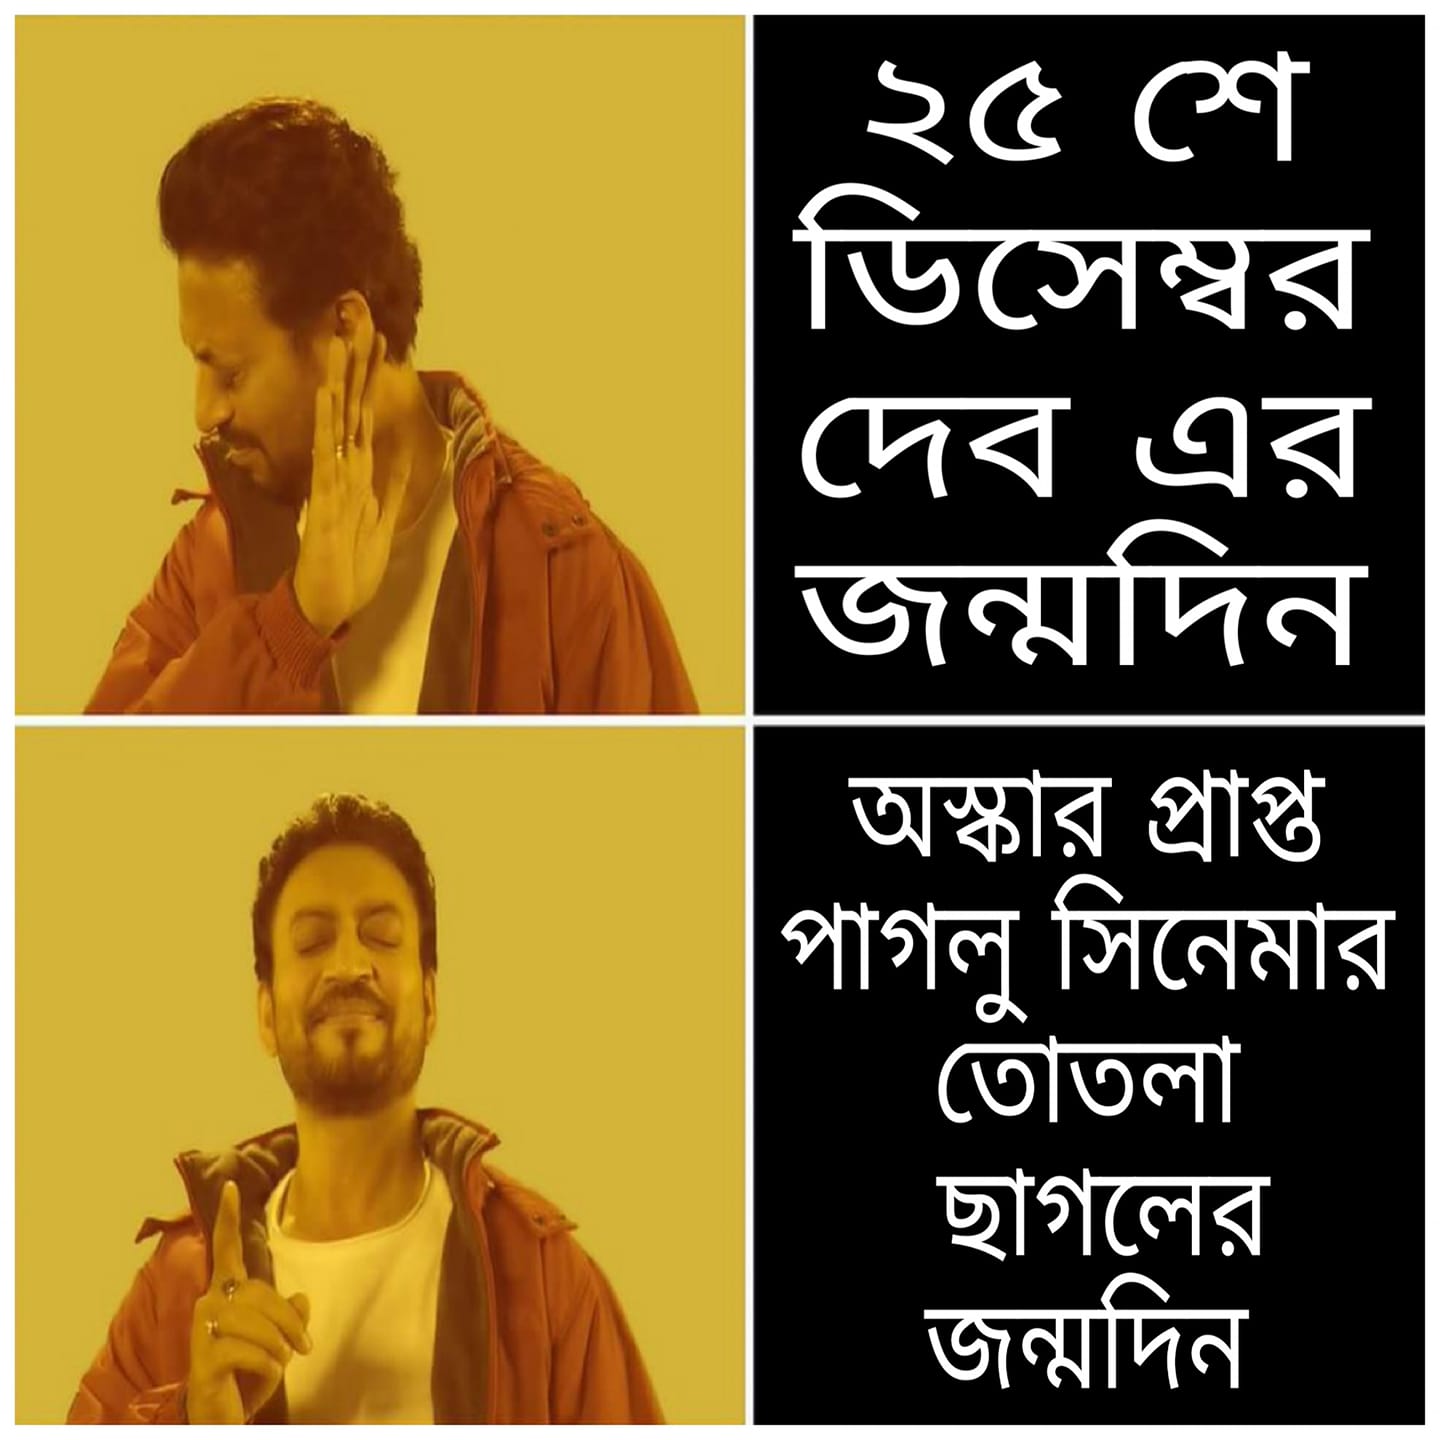 ২৫ শে
ডিসেম্বর
দেব এর
জন্মদিন
অস্কার প্রাপ্ত
পাগলু সিনেমার
তোতলা
ছাগলের
জন্মদিন